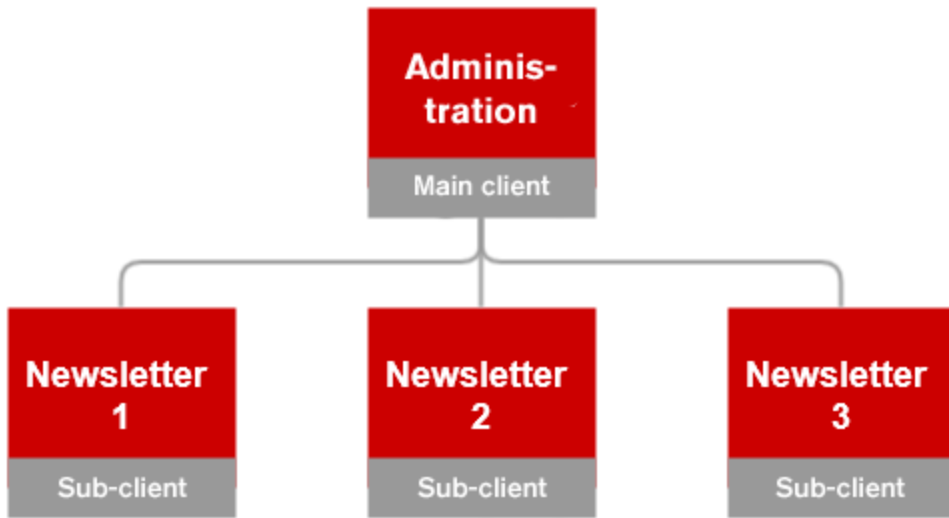 Adminis-
tration
Main client
Newsletter
1
Sub-client
Newsletter
2
Sub-client
Newsletter
3
Sub-client